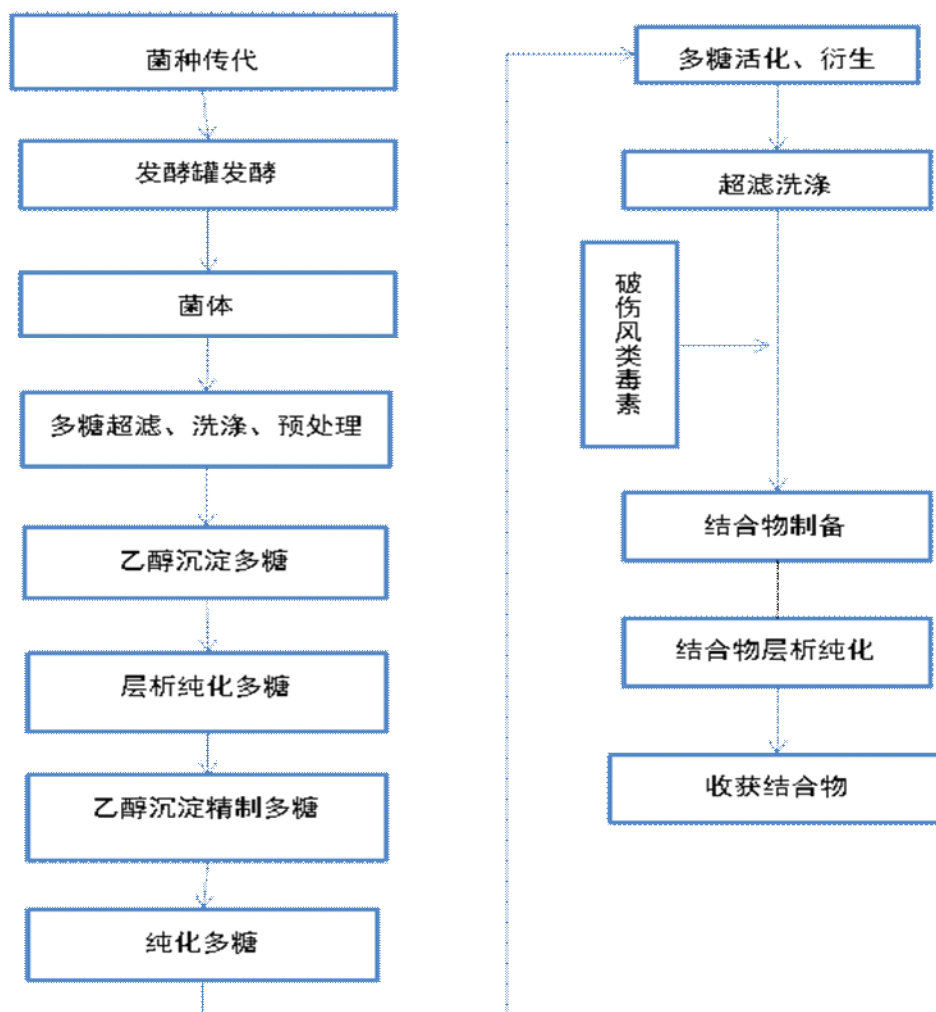 菌种传代
发酵罐发酵
菌体
多糖超滤、洗涤、预处理
乙醇沉淀多糖
层析纯化多糖
乙醇沉淀精制多糖
纯化多糖
多糖活化、衍生
超滤洗涤
破伤风类毒素
结合物制备
结合物层析纯化
收获结合物